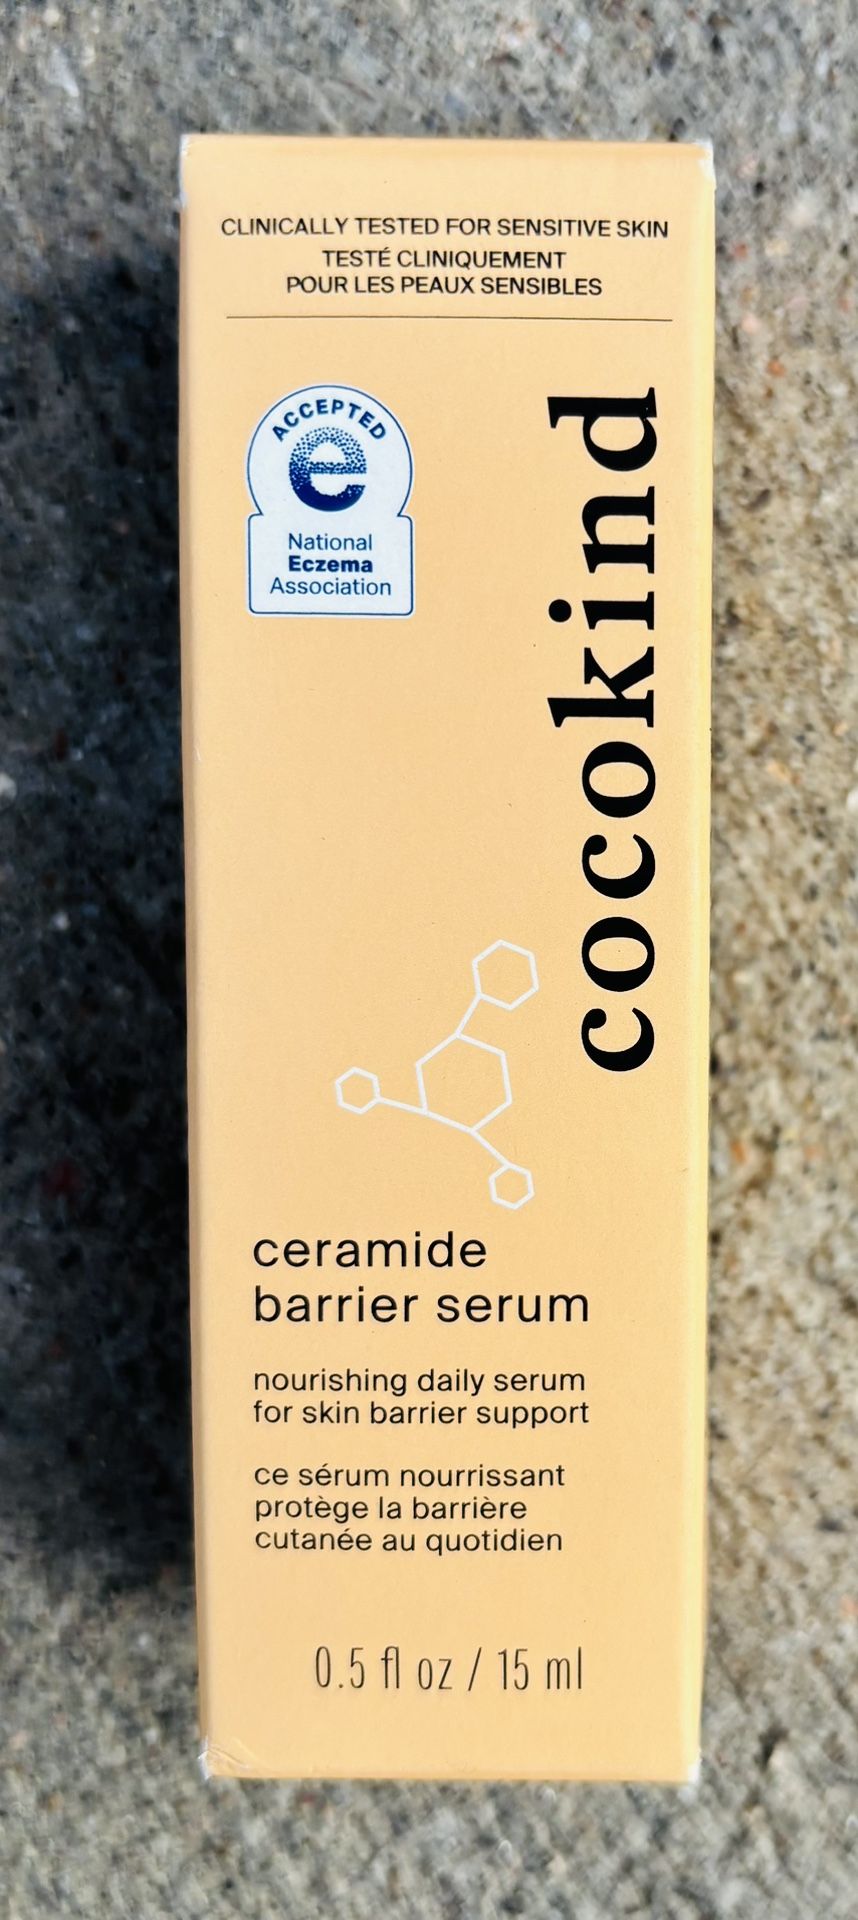 CLINICALLY TESTED FOR SENSITIVE SKIN
TESTÉ CLINIQUEMENT
POUR LES PEAUX SENSIBLES
ACCEPTED
e
National
Eczema
Association
cocokind
ceramide
barrier serum
nourishing daily serum
for skin barrier support
ce sérum nourrissant
protège la barrière
cutanée au quotidien
0.5 fl oz / 15 ml